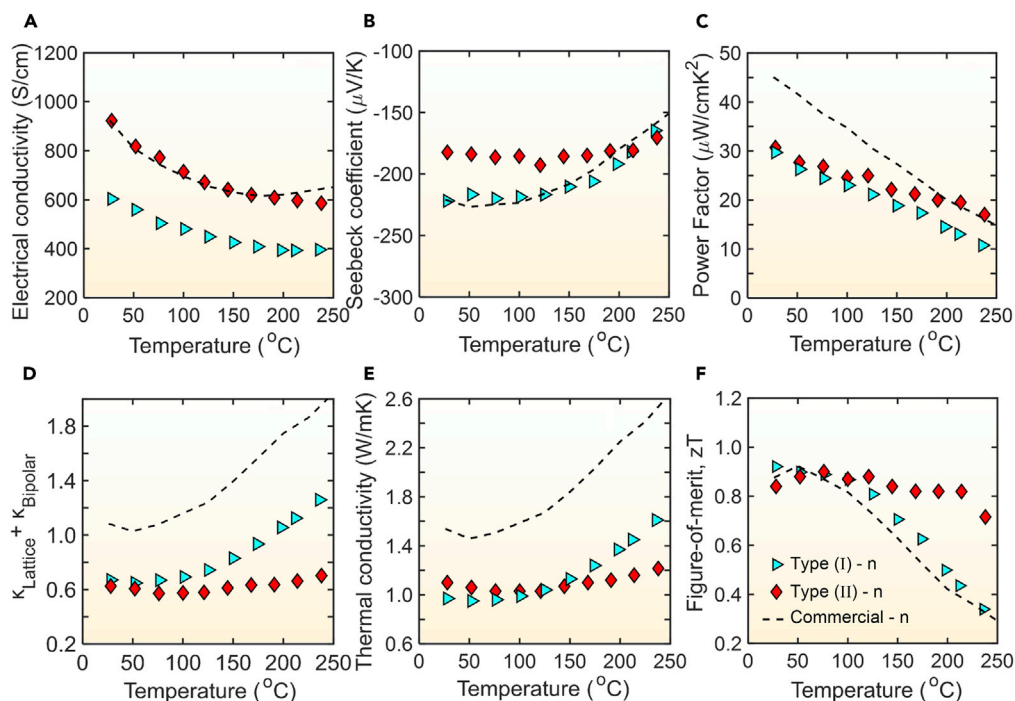 A
Electrical conductivity (S/cm)
1200
1000
800
600
400
200
0 50 100 150 200 250
Temperature (°C)
B
Seebeck coefficient (μV/K)
-100
-150
-200
-250
-300
0 50 100 150 200 250
Temperature (°C)
C
Power Factor (μW/cmK²)
50
40
30
20
10
0
0 50 100 150 200 250
Temperature (°C)
D
κLattice + κBipolar
1.8
1.4
1.0
0.6
0.2
0 50 100 150 200 250
Temperature (°C)
E
Thermal conductivity (W/mK)
2.6
2.2
1.8
1.4
1.0
0.6
0 50 100 150 200 250
Temperature (°C)
F
Figure-of-merit, zT
1.2
1.0
0.8
0.6
0.4
0.2
Type (I) - n
Type (II) - n
Commercial - n
0 50 100 150 200 250
Temperature (°C)